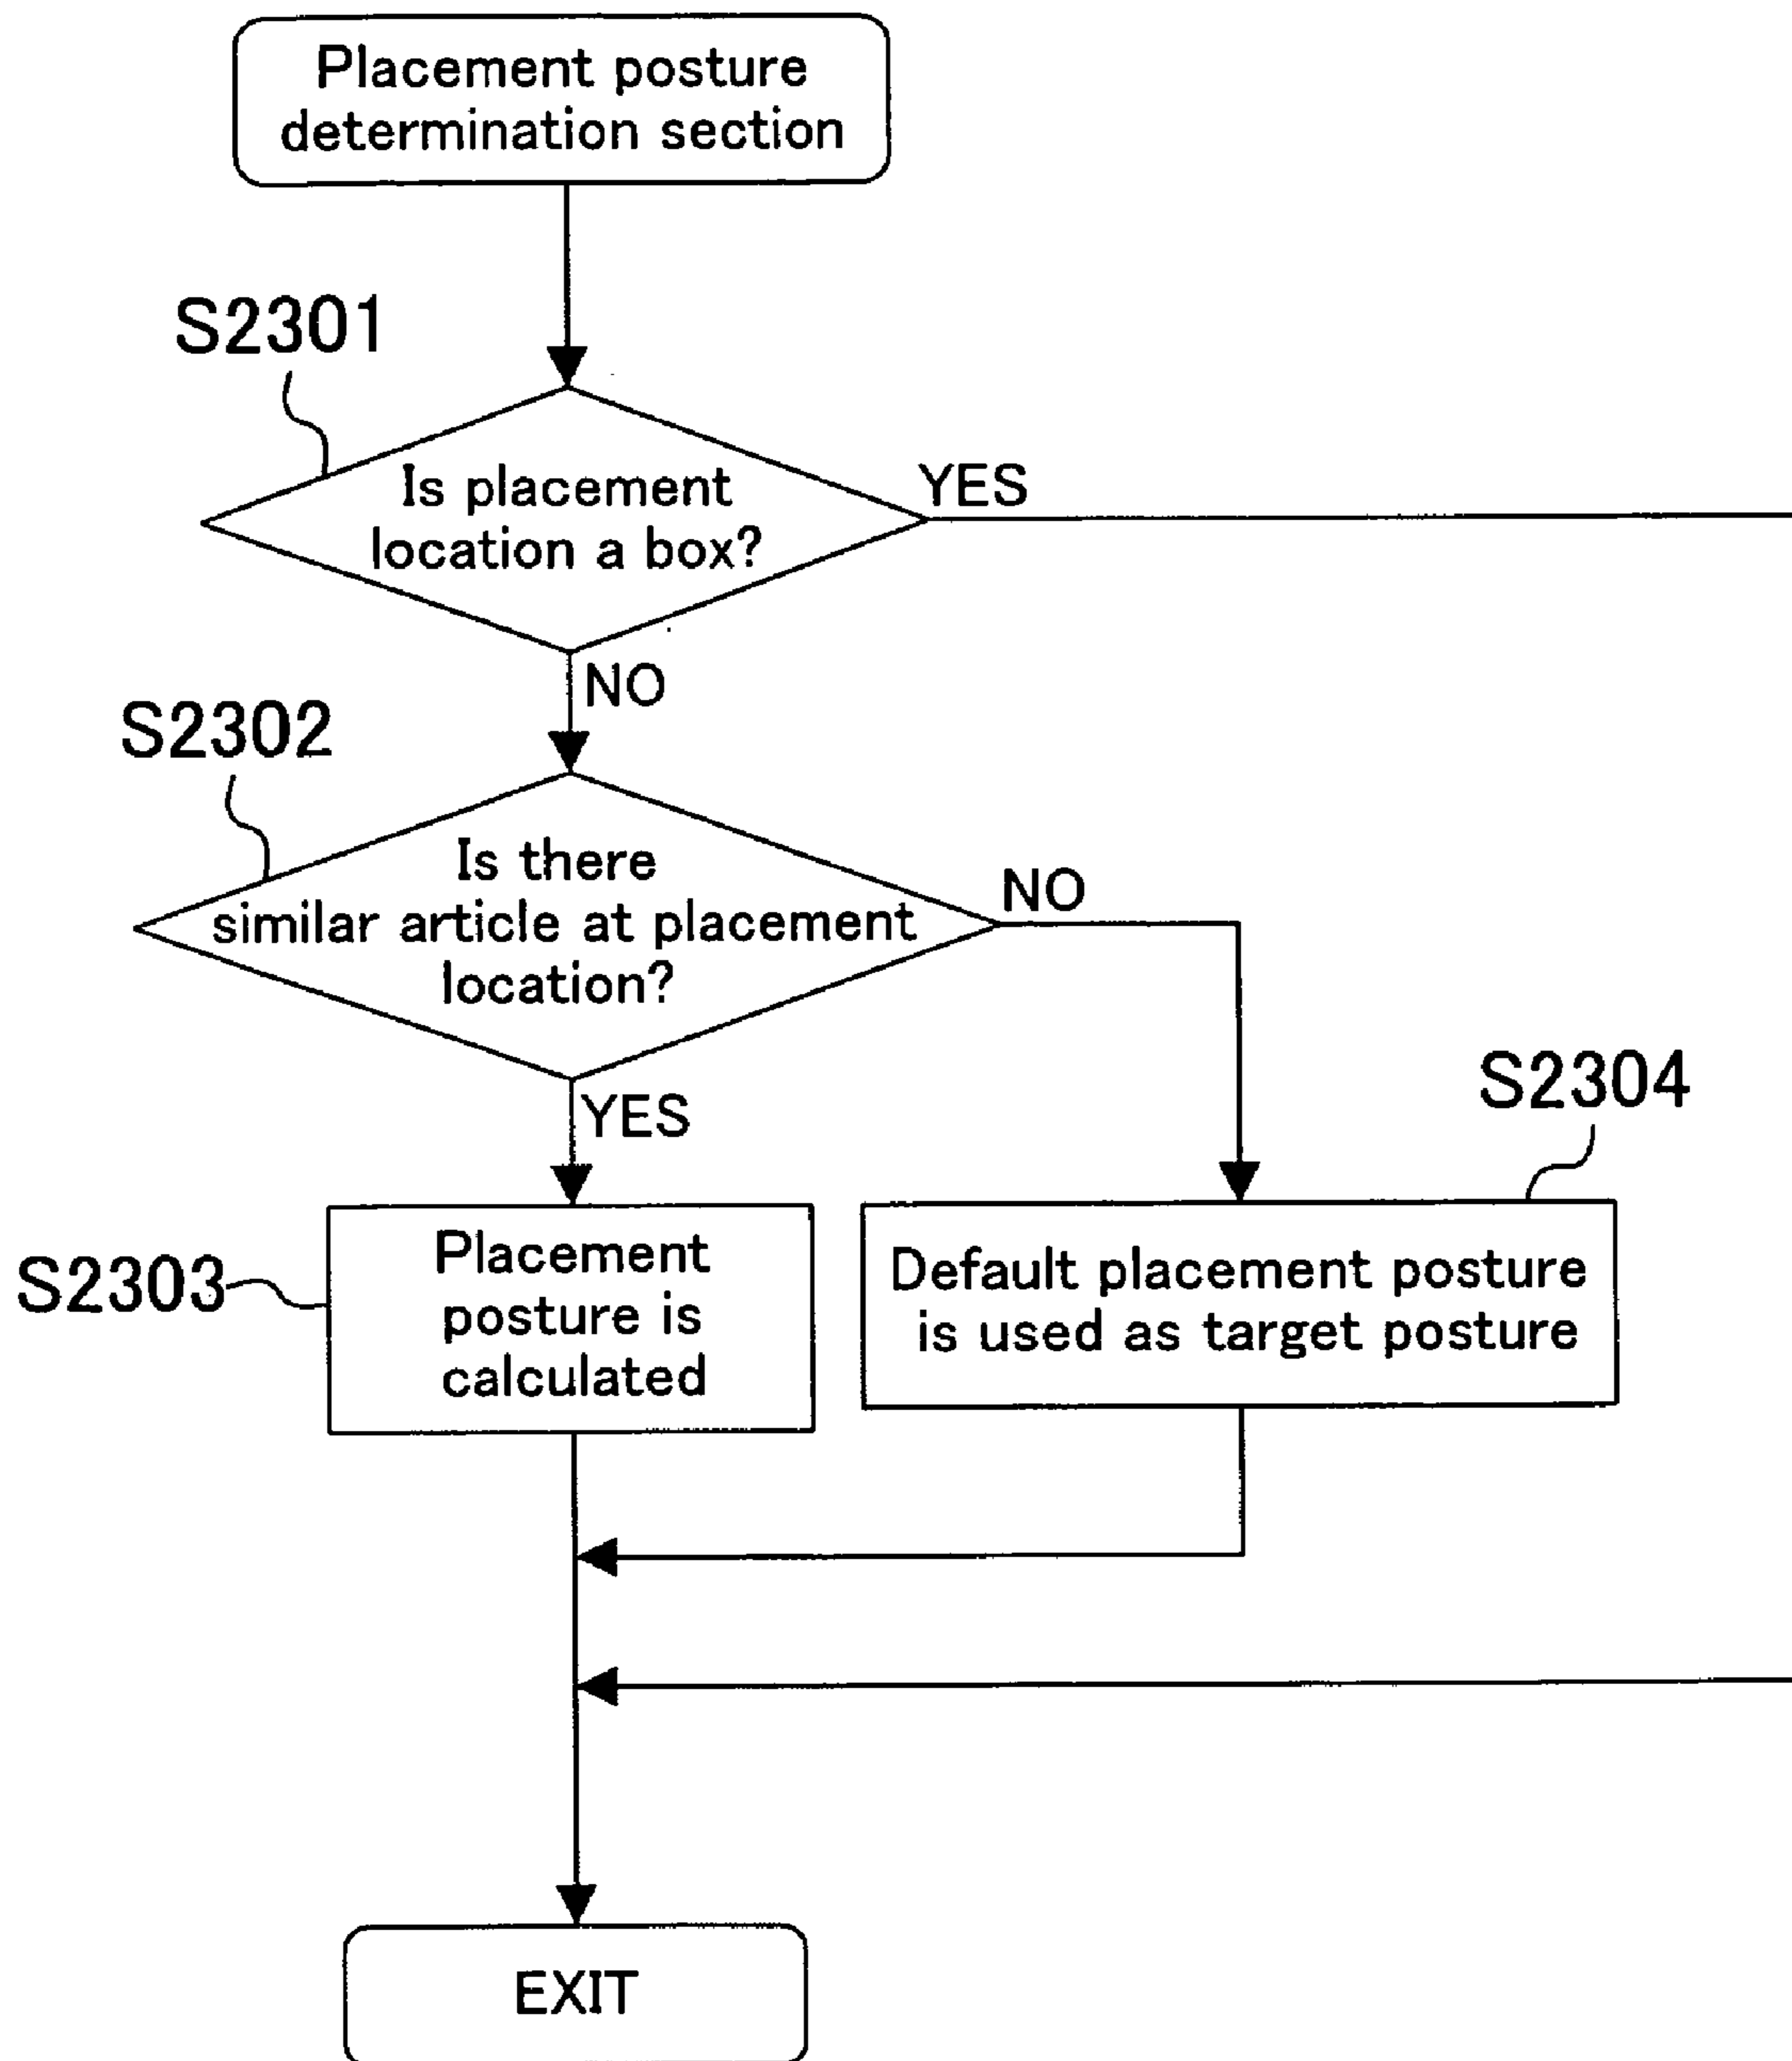 Placement posture
determination section
S2301
Is placement
location a box?
YES
NO
S2302
Is there
similar article at placement
location?
NO
YES
S2304
S2303
Placement
posture is
calculated
Default placement posture
is used as target posture
EXIT